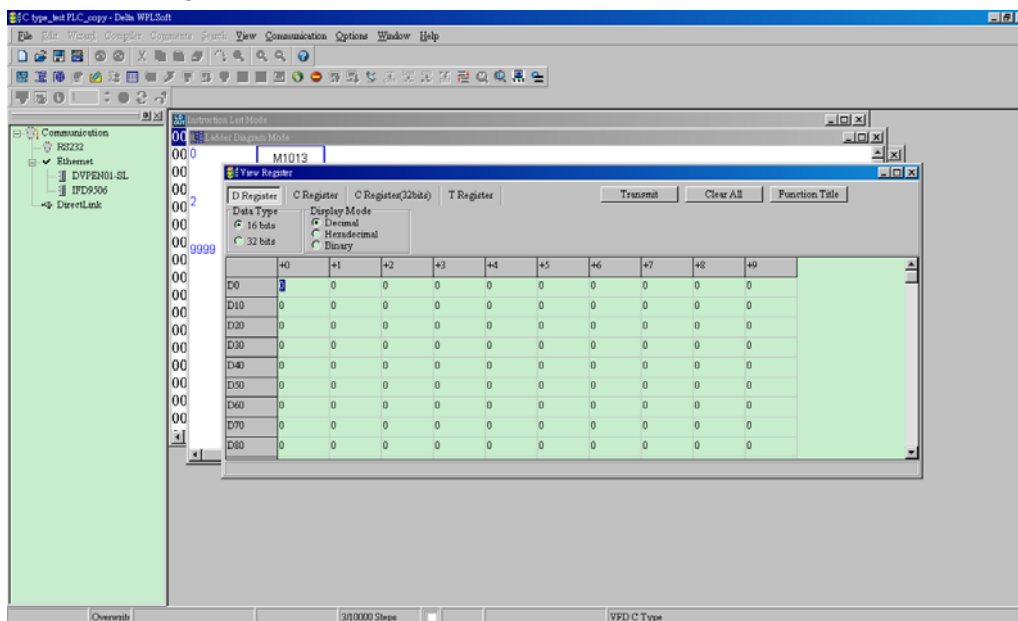 C type_test PLC_copy - Delta WPLSoft
File Edit Wizard Compiler Comments Search View Communication Options Window Help
Communication
RS232
Ethernet
DVPEN01-SL
IFD9506
DirectLink
Instruction List Mode
Ladder Diagram Mode
0
M1013
2
9999
View Register
D Register C Register C Register(32bits) T Register Transmit Clear All Function Title
Data Type Display Mode
16 bits Decimal
32 bits Hexadecimal
Binary
+0 +1 +2 +3 +4 +5 +6 +7 +8 +9
D0 0 0 0 0 0 0 0 0 0 0
D10 0 0 0 0 0 0 0 0 0 0
D20 0 0 0 0 0 0 0 0 0 0
D30 0 0 0 0 0 0 0 0 0 0
D40 0 0 0 0 0 0 0 0 0 0
D50 0 0 0 0 0 0 0 0 0 0
D60 0 0 0 0 0 0 0 0 0 0
D70 0 0 0 0 0 0 0 0 0 0
D80 0 0 0 0 0 0 0 0 0 0
Overwrite 3/10000 Steps VFD C Type